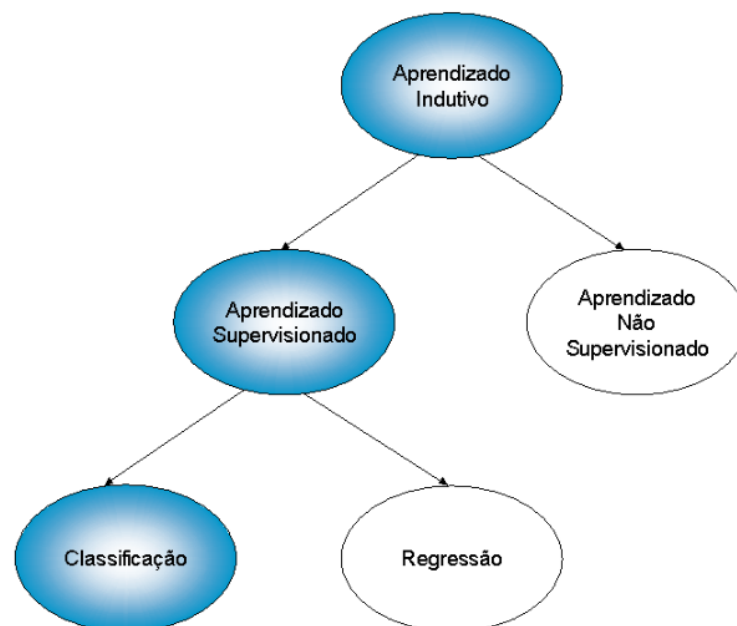 Aprendizado
Indutivo
Aprendizado
Supervisionado
Aprendizado
Não
Supervisionado
Classificação
Regressão